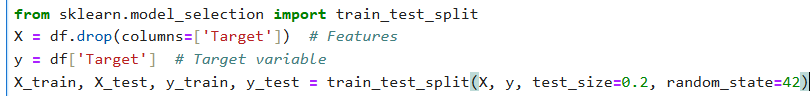 from sklearn.model_selection import train_test_split
X = df.drop(columns=['Target'])  # Features
y = df['Target']  # Target variable
X_train, X_test, y_train, y_test = train_test_split(X, y, test_size=0.2, random_state=42)